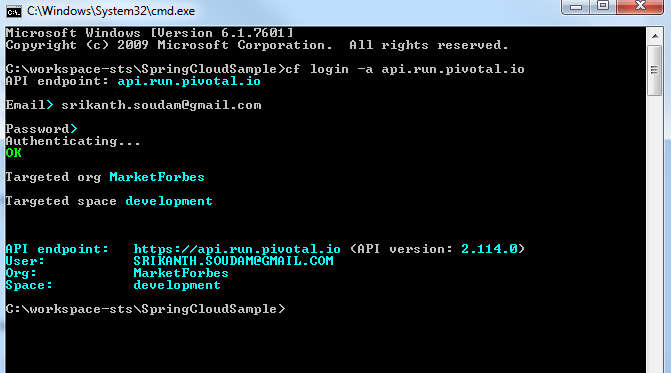 C:\Windows\System32\cmd.exe
Microsoft Windows [Version 6.1.7601]
Copyright (c) 2009 Microsoft Corporation.  All rights reserved.
C:\workspace-sts\SpringCloudSample>cf login -a api.run.pivotal.io
API endpoint: api.run.pivotal.io
Email> srikanth.soudam@gmail.com
Password>
Authenticating...
OK
Targeted org MarketForbes
Targeted space development
API endpoint:   https://api.run.pivotal.io (API version: 2.114.0)
User:           SRIKANTH.SOUDAM@GMAIL.COM
Org:            MarketForbes
Space:          development
C:\workspace-sts\SpringCloudSample>